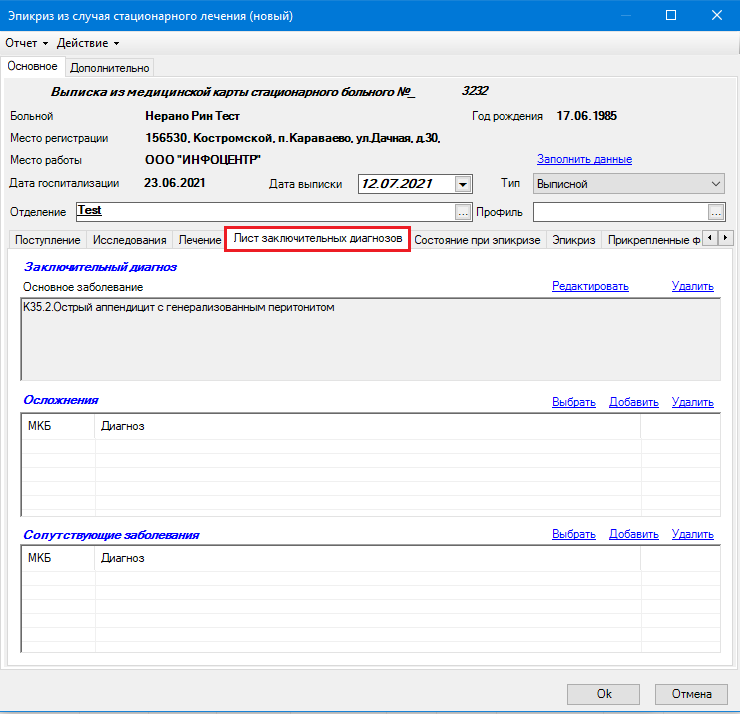 Эпикриз из случая стационарного лечения (новый)
Отчет Действие
Основное Дополнительно
Выписка из медицинской карты стационарного больного №_ 3232
Больной Нерано Рин Тест Год рождения 17.06.1985
Место регистрации 156530, Костромской, п.Караваево, ул.Дачная, д.30,
Место работы ООО "ИНФОЦЕНТР" Заполнить данные
Дата госпитализации 23.06.2021 Дата выписки 12.07.2021 Тип Выписной
Отделение Test ... Профиль ...
Поступление Исследования Лечение Лист заключительных диагнозов Состояние при эпикризе Эпикриз Прикрепленные ф
Заключительный диагноз
Основное заболевание Редактировать Удалить
K35.2.Острый аппендицит с генерализованным перитонитом
Осложнения Выбрать Добавить Удалить
МКБ Диагноз
Сопутствующие заболевания Выбрать Добавить Удалить
МКБ Диагноз
Ok Отмена